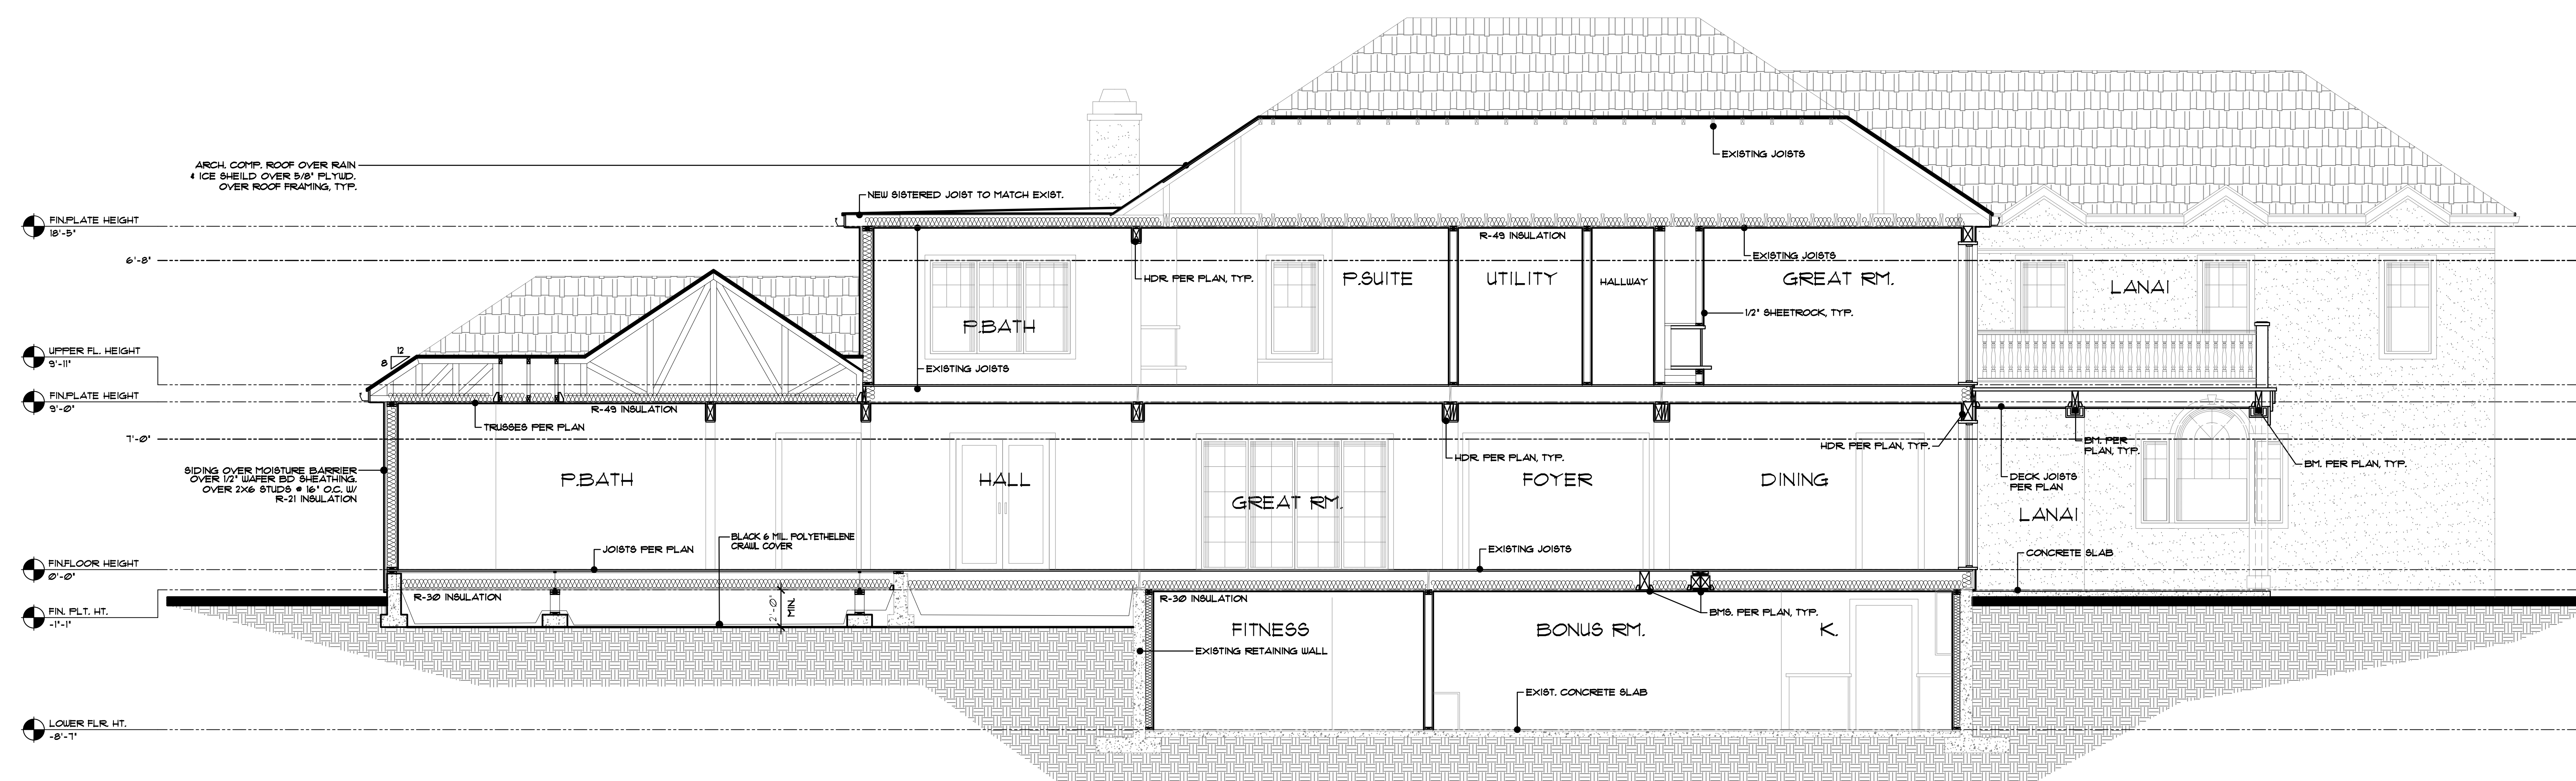 EXISTING JOISTS
ARCH. COMP. ROOF OVER RAIN
& ICE SHEILD OVER 5/8" PLYWD.
OVER ROOF FRAMING, TYP.
NEW SISTERED JOIST TO MATCH EXIST.
FIN.PLATE HEIGHT
18'-5"
R-49 INSULATION
6'-8"
EXISTING JOISTS
HDR. PER PLAN, TYP.
P.SUITE
UTILITY
HALLWAY
GREAT RM.
LANAI
P.BATH
1/2" SHEETROCK, TYP.
UPPER FL. HEIGHT
9'-11"
12
8
EXISTING JOISTS
FIN.PLATE HEIGHT
9'-0"
R-49 INSULATION
TRUSSES PER PLAN
7'-0"
HDR. PER PLAN, TYP.
HDR. PER PLAN, TYP.
BM. PER
PLAN, TYP.
BM. PER PLAN, TYP.
SIDING OVER MOISTURE BARRIER
OVER 1/2" WAFER BD SHEATHING.
OVER 2X6 STUDS @ 16" O.C. W/
R-21 INSULATION
P.BATH
HALL
GREAT RM.
FOYER
DINING
DECK JOISTS
PER PLAN
LANAI
BLACK 6 MIL. POLYETHELENE
CRAWL COVER
JOISTS PER PLAN
EXISTING JOISTS
CONCRETE SLAB
FIN.FLOOR HEIGHT
0'-0"
R-30 INSULATION
2'-0"
MIN.
R-30 INSULATION
FIN. PLT. HT.
-1'-1"
BMS. PER PLAN, TYP.
FITNESS
BONUS RM.
K.
EXISTING RETAINING WALL
EXIST. CONCRETE SLAB
LOWER FLR. HT.
-8'-7"